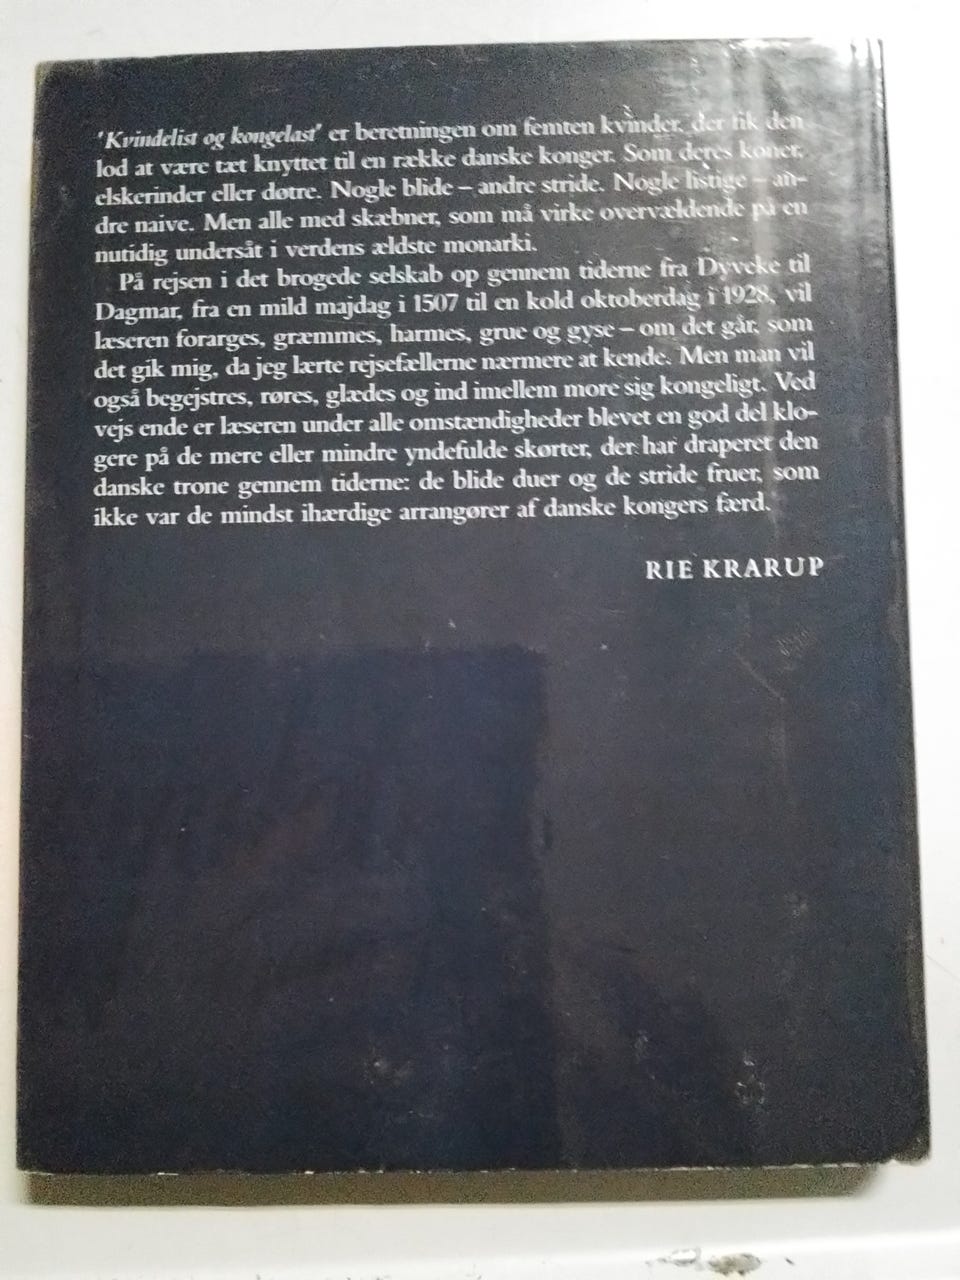 'Kvindelist og kongelast' er beretningen om femten kvinder, der fik den
lod at være tæt knyttet til en række danske konger. Som deres koner,
elskerinder eller døtre. Nogle blide – andre stride. Nogle listige – an-
dre naive. Men alle med skæbner, som må virke overvældende på en
nutidig undersåt i verdens ældste monarki.
På rejsen i det brogede selskab op gennem tiderne fra Dyveke til
Dagmar, fra en mild majdag i 1507 til en kold oktoberdag i 1928, vil
læseren forarges, græmmes, harmes, grue og gyse – om det går, som
det gik mig, da jeg lærte rejsefællerne nærmere at kende. Men man vil
også begejstres, røres, glædes og ind imellem more sig kongeligt. Ved
vejs ende er læseren under alle omstændigheder blevet en god del klo-
gere på de mere eller mindre yndefulde skørter, der har draperet den
danske trone gennem tiderne: de blide duer og de stride fruer, som
ikke var de mindst ihærdige arrangører af danske kongers færd.
RIE KRARUP